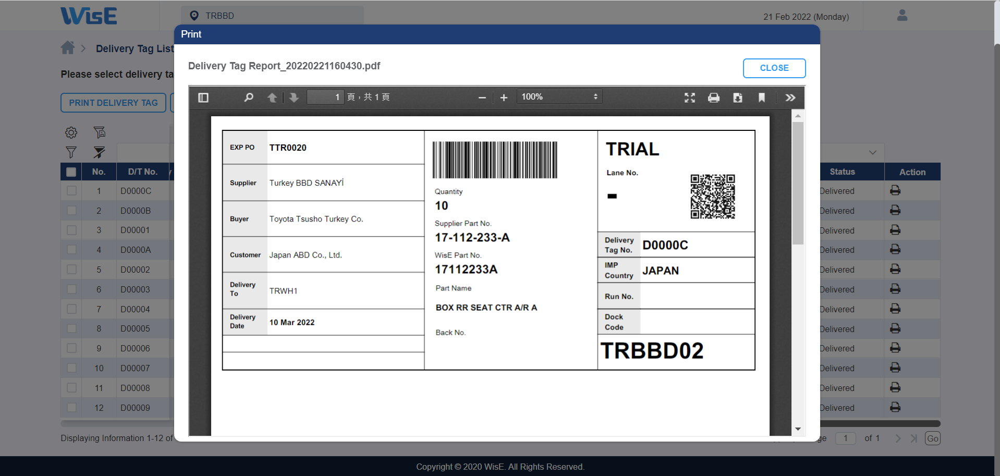 WisE
TRBBD
21 Feb 2022 (Monday)
Print
Delivery Tag List
Delivery Tag Report_20220221160430.pdf
CLOSE
Please select delivery ta
PRINT DELIVERY TAG
1 頁，共 1 頁
100%
EXP PO
TTR0020
Supplier
Turkey BBD SANAYİ
Buyer
Toyota Tsusho Turkey Co.
Customer
Japan ABD Co., Ltd.
Delivery
To
TRWH1
Delivery
Date
10 Mar 2022
Quantity
10
Supplier Part No.
17-112-233-A
WisE Part No.
17112233A
Part Name
BOX RR SEAT CTR A/R A
Back No.
TRIAL
Lane No.
-
Delivery
Tag No.
D0000C
IMP
Country
JAPAN
Run No.
Dock
Code
TRBBD02
No. D/T No. y Status Action
1 D0000C Delivered
2 D0000B Delivered
3 D00001 Delivered
4 D0000A Delivered
5 D00002 Delivered
6 D00003 Delivered
7 D00004 Delivered
8 D00005 Delivered
9 D00006 Delivered
10 D00007 Delivered
11 D00008 Delivered
12 D00009 Delivered
Displaying Information 1-12 of
ge 1 of 1 Go
Copyright © 2020 WisE. All Rights Reserved.